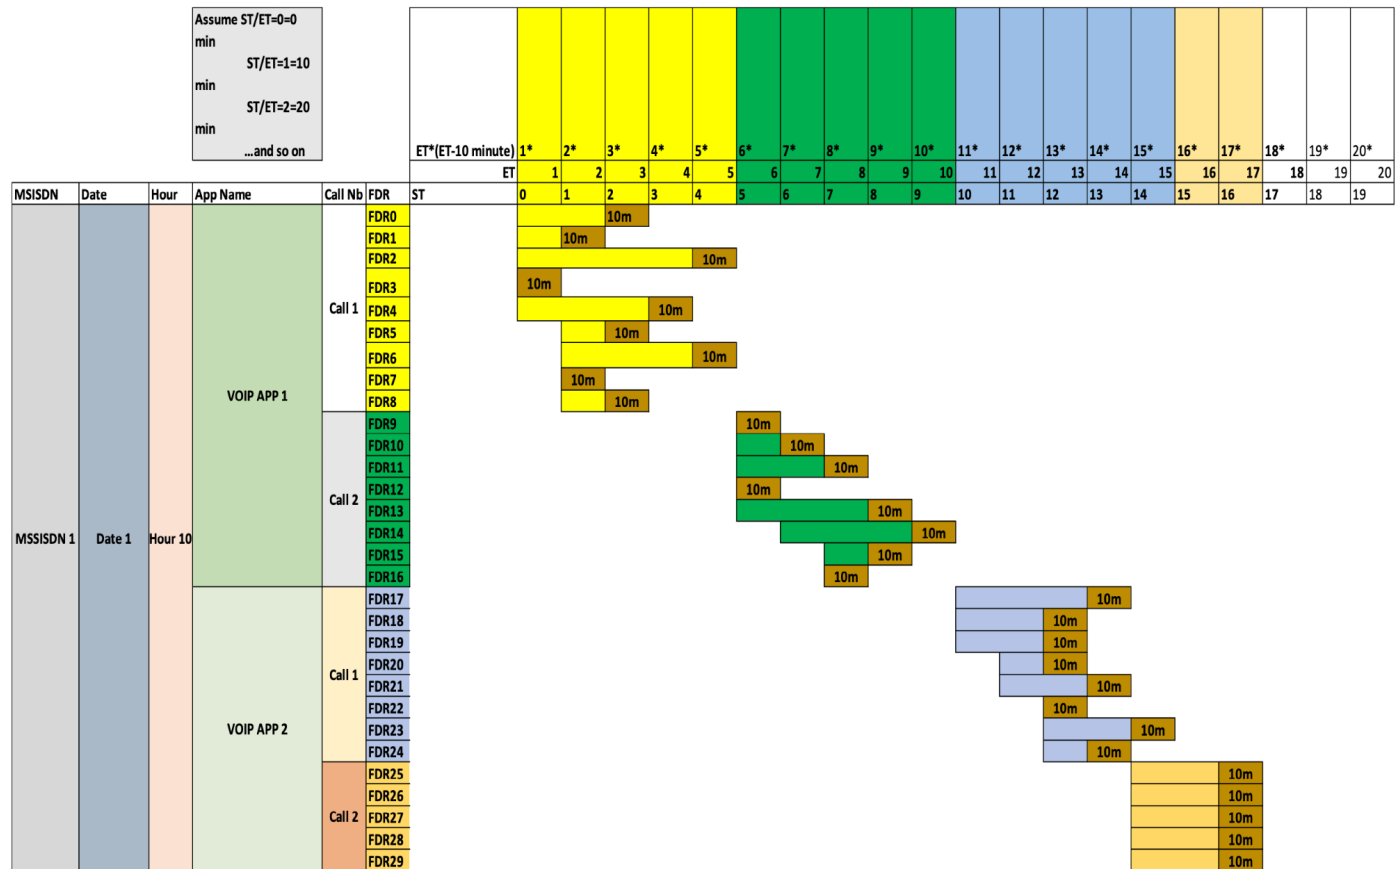 Assume ST/ET=0=0
min
ST/ET=1=10
min
ST/ET=2=20
min
...and so on
ET*(ET-10 minute) 1* 2* 3* 4* 5* 6* 7* 8* 9* 10* 11* 12* 13* 14* 15* 16* 17* 18* 19* 20*
ET 1 2 3 4 5 6 7 8 9 10 11 12 13 14 15 16 17 18 19 20
MSISDN Date Hour App Name Call Nb FDR ST 0 1 2 3 4 5 6 7 8 9 10 11 12 13 14 15 16 17 18 19
FDR0 10m
FDR1 10m
FDR2 10m
FDR3 10m
Call 1
FDR4 10m
FDR5 10m
FDR6 10m
FDR7 10m
VOIP APP 1
FDR8 10m
FDR9 10m
FDR10 10m
FDR11 10m
FDR12 10m
Call 2
FDR13 10m
FDR14 10m
MSSISDN 1 Date 1 Hour 10
FDR15 10m
FDR16 10m
FDR17 10m
FDR18 10m
FDR19 10m
FDR20 10m
Call 1
FDR21 10m
FDR22 10m
VOIP APP 2 FDR23 10m
FDR24 10m
FDR25 10m
FDR26 10m
Call 2 FDR27 10m
FDR28 10m
FDR29 10m